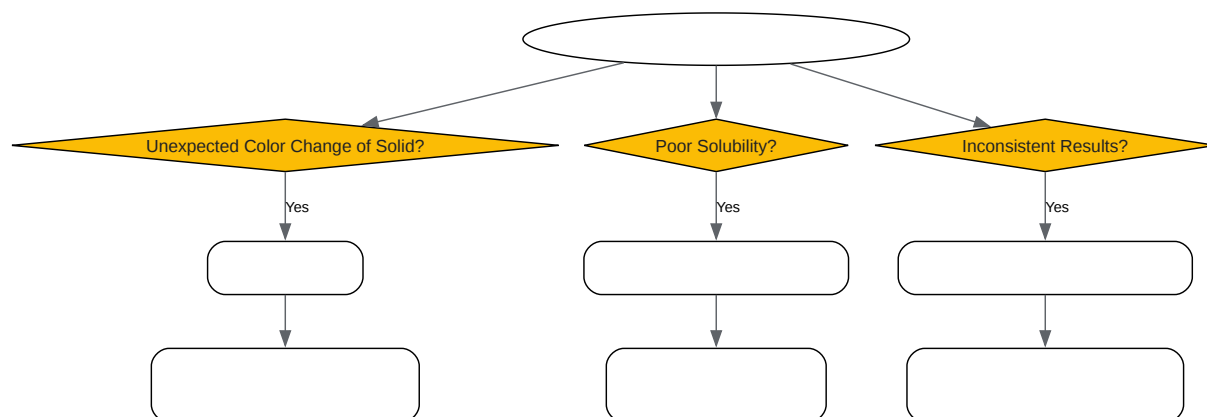 Unexpected Color Change of Solid?
Poor Solubility?
Inconsistent Results?
Yes
Yes
Yes